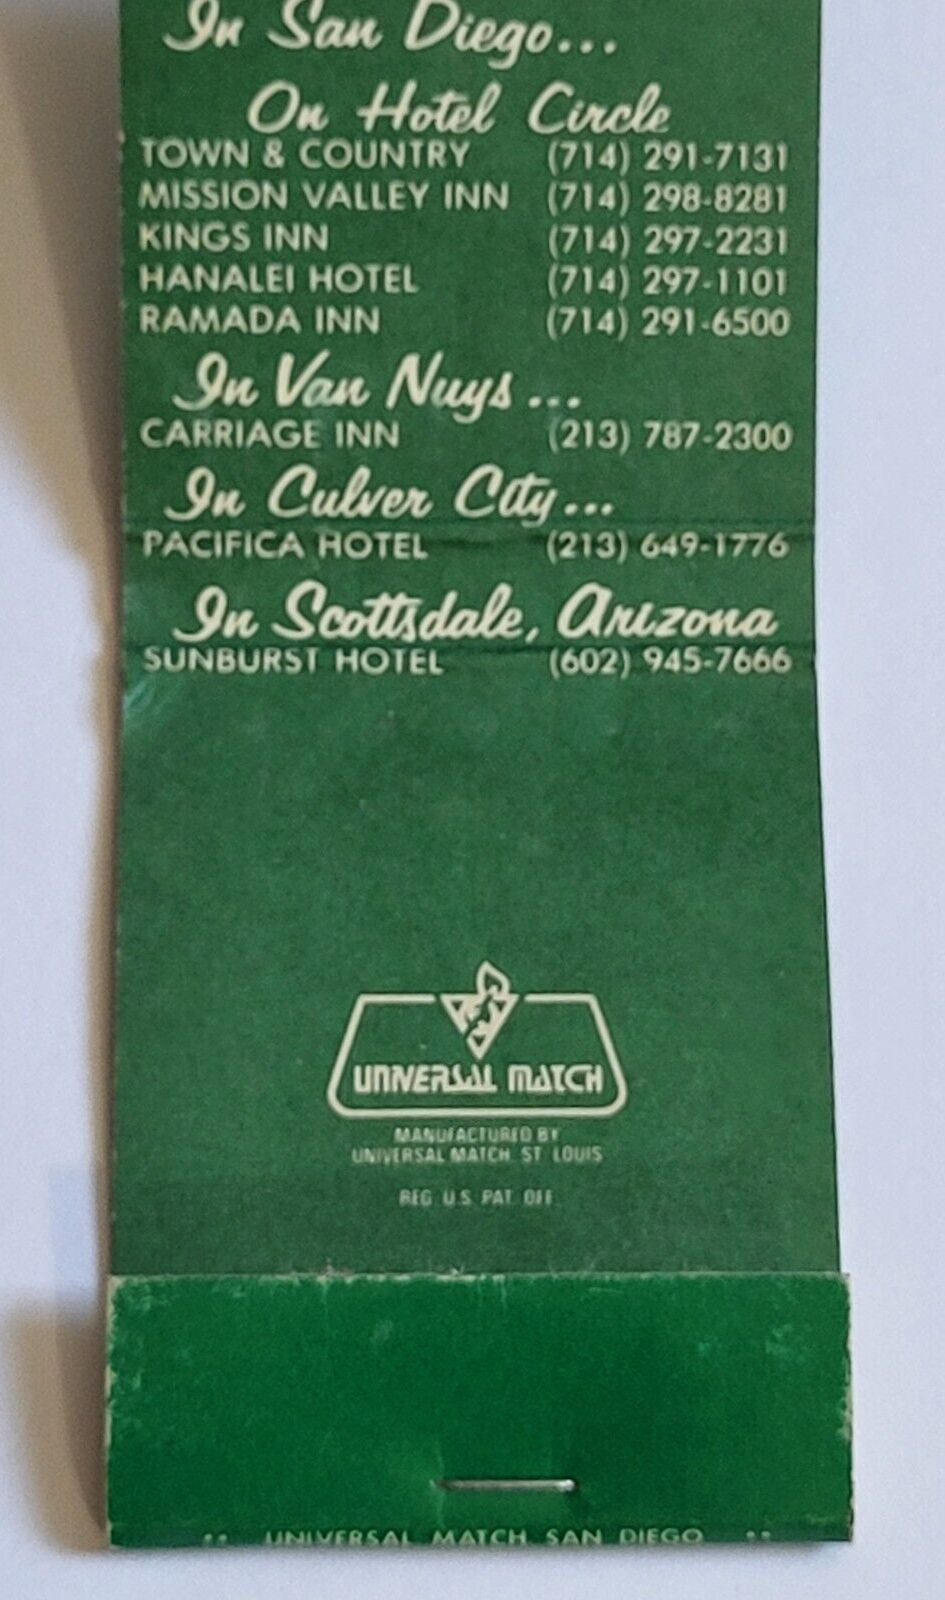 In San Diego...
On Hotel Circle
TOWN & COUNTRY (714) 291-7131
MISSION VALLEY INN (714) 298-8281
KINGS INN (714) 297-2231
HANALEI HOTEL (714) 297-1101
RAMADA INN (714) 291-6500
In Van Nuys...
CARRIAGE INN (213) 787-2300
In Culver City...
PACIFICA HOTEL (213) 649-1776
In Scottsdale, Arizona
SUNBURST HOTEL (602) 945-7666
UNIVERSAL MATCH
MANUFACTURED BY
UNIVERSAL MATCH ST LOUIS
REG U.S. PAT. OFF
UNIVERSAL MATCH SAN DIEGO